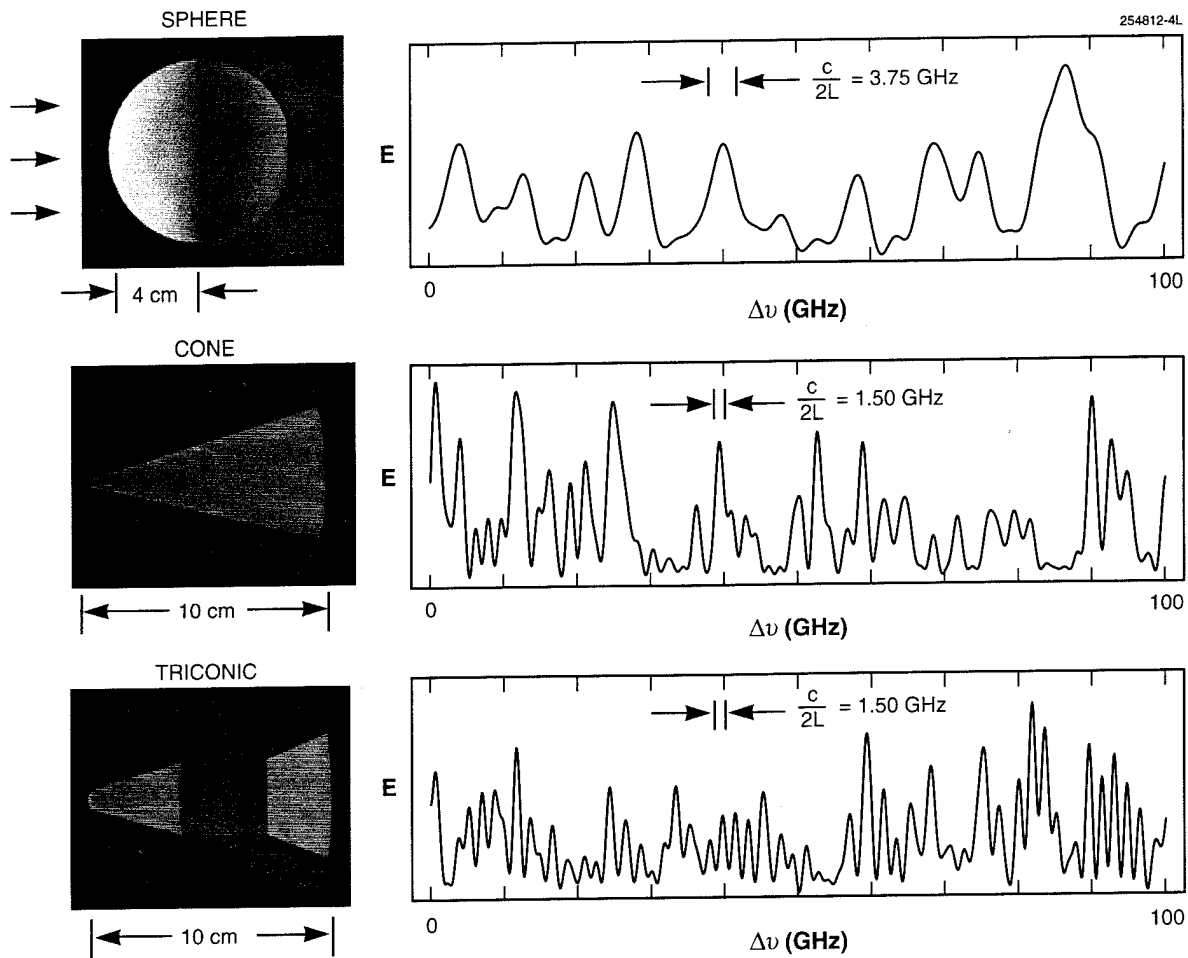 254812-4L
SPHERE
c/2L = 3.75 GHz
E
4 cm
0
100
Δυ (GHz)
CONE
c/2L = 1.50 GHz
E
10 cm
0
100
Δυ (GHz)
TRICONIC
c/2L = 1.50 GHz
E
10 cm
0
100
Δυ (GHz)